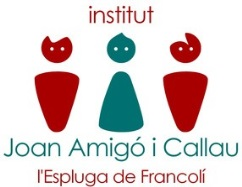 institut
Joan Amigó i Callau
l'Espluga de Francolí